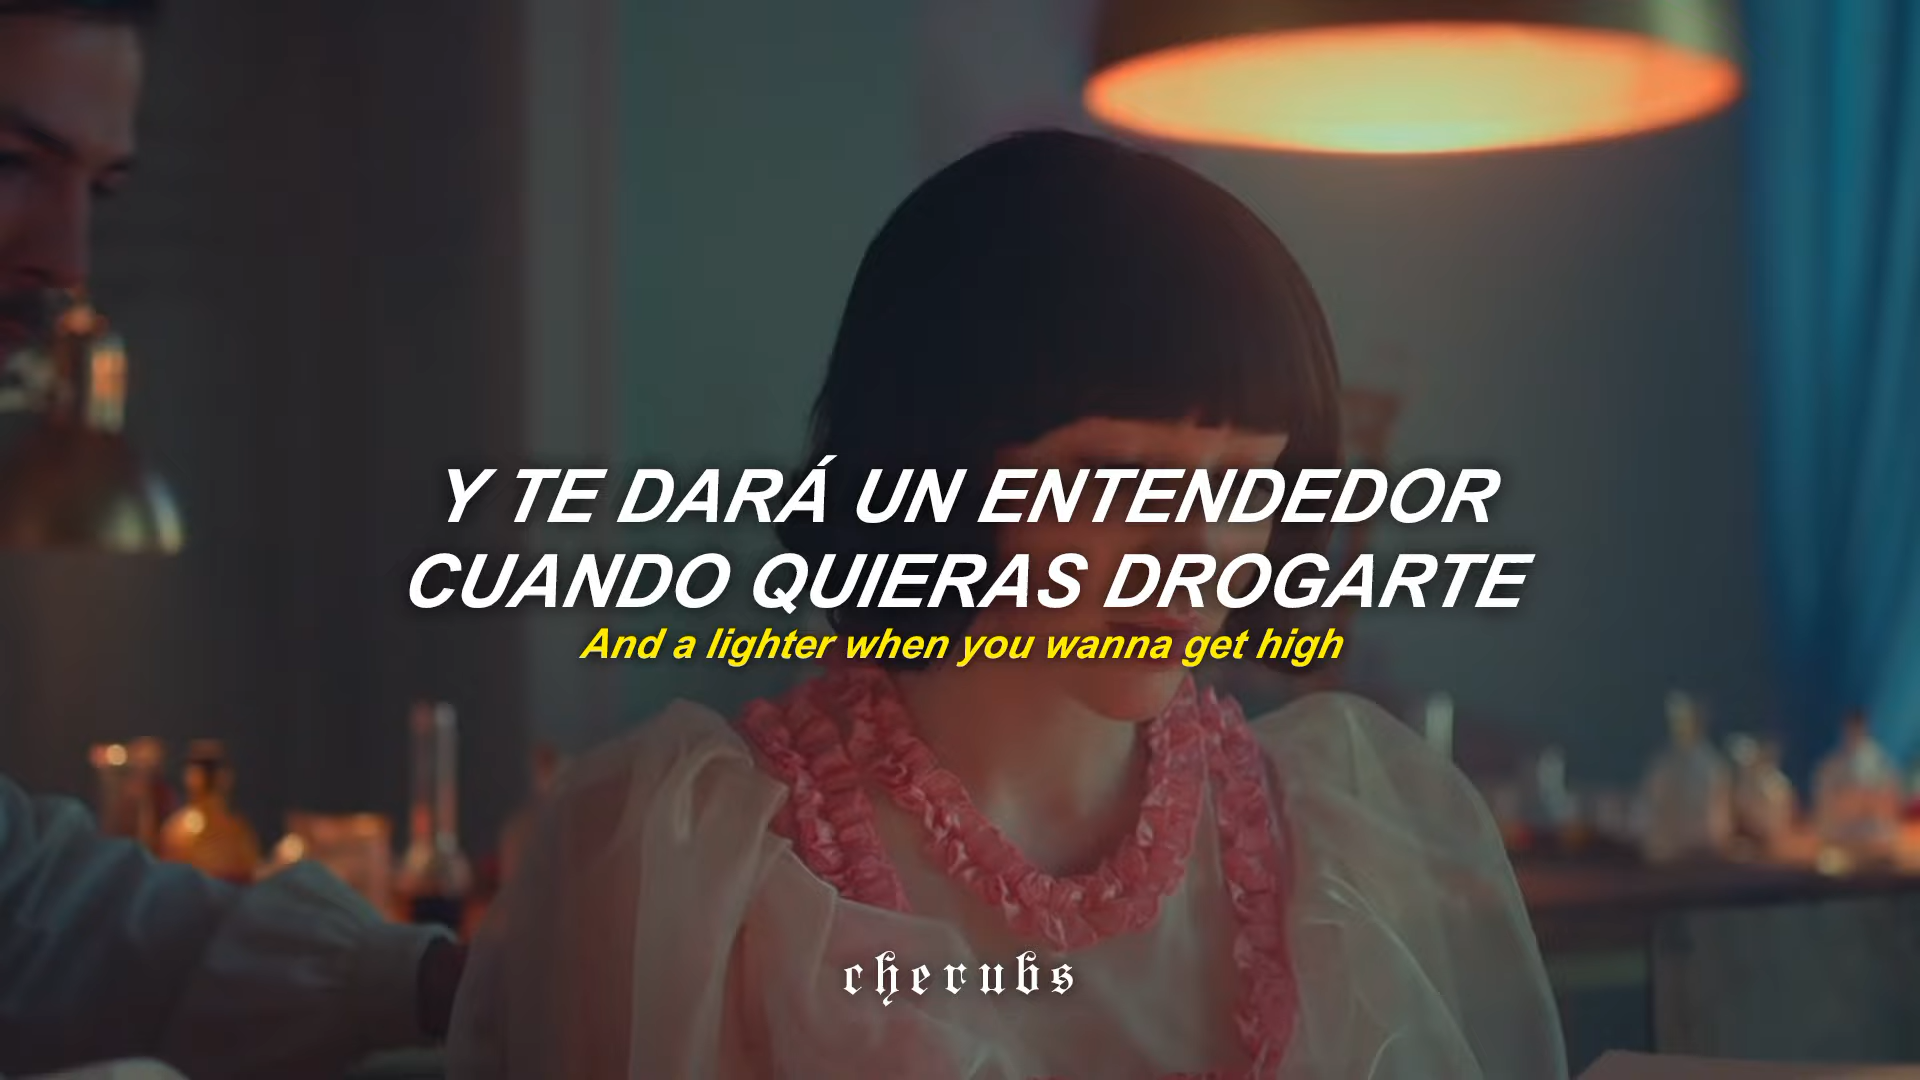 Y TE DARÁ UN ENTENDEDOR
CUANDO QUIERAS DROGARTE
And a lighter when you wanna get high
cherubs